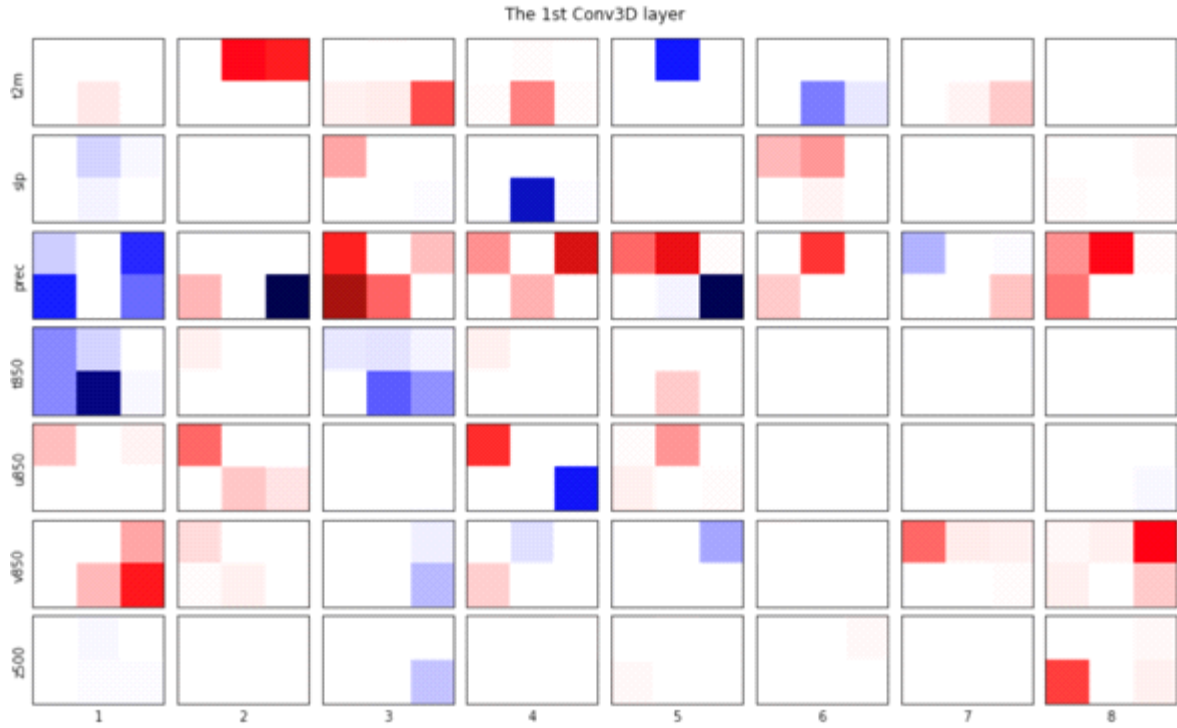 The 1st Conv3D layer
t2m
slp
prec
t850
u850
v850
z500
1 2 3 4 5 6 7 8